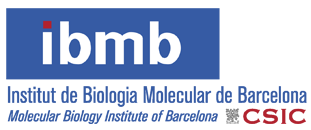 ibmb
Institut de Biologia Molecular de Barcelona
Molecular Biology Institute of Barcelona CSIC